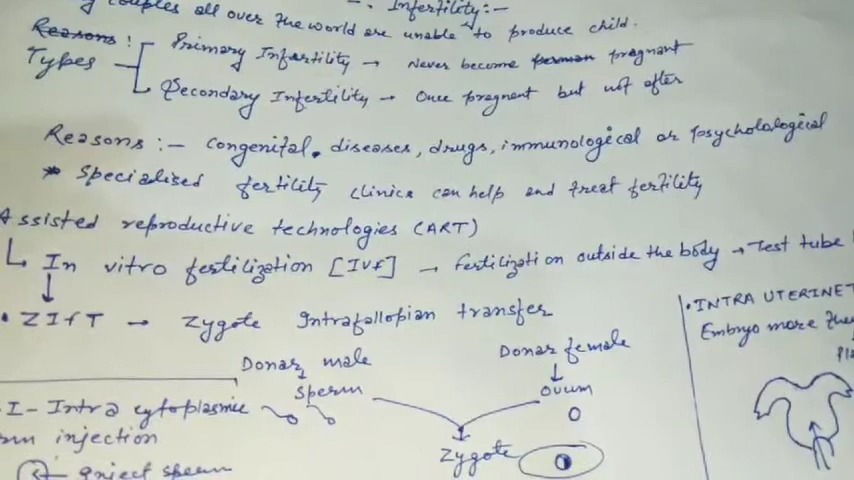 couples all over the world are unable to produce child.
Infertility:-
Reasons:
Types
Primary Infertility → Never become pregnant
Secondary Infertility → Once pregnant but not after
Reasons :- Congenital, diseases, drugs, immunological or psycholological
* Specialised fertility clinics can help and treat fertility
Assisted reproductive technologies (ART)
In vitro fertilization [IVF] → fertilization outside the body → Test tube
• ZIFT → Zygote Intrafallopian transfer
• INTRA UTERINE T
Embryo more than
Donar male
Donar female
Sperm
Ovum
I - Intra cytoplasmic
injection
Zygote
inject sperm